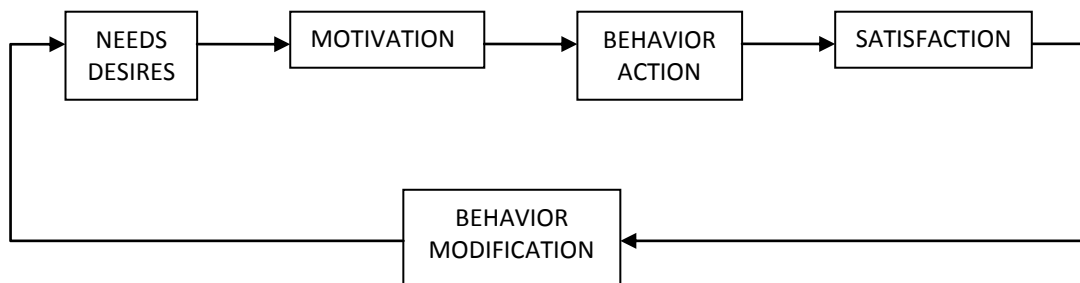 NEEDS
DESIRES
MOTIVATION
BEHAVIOR
ACTION
SATISFACTION
BEHAVIOR
MODIFICATION